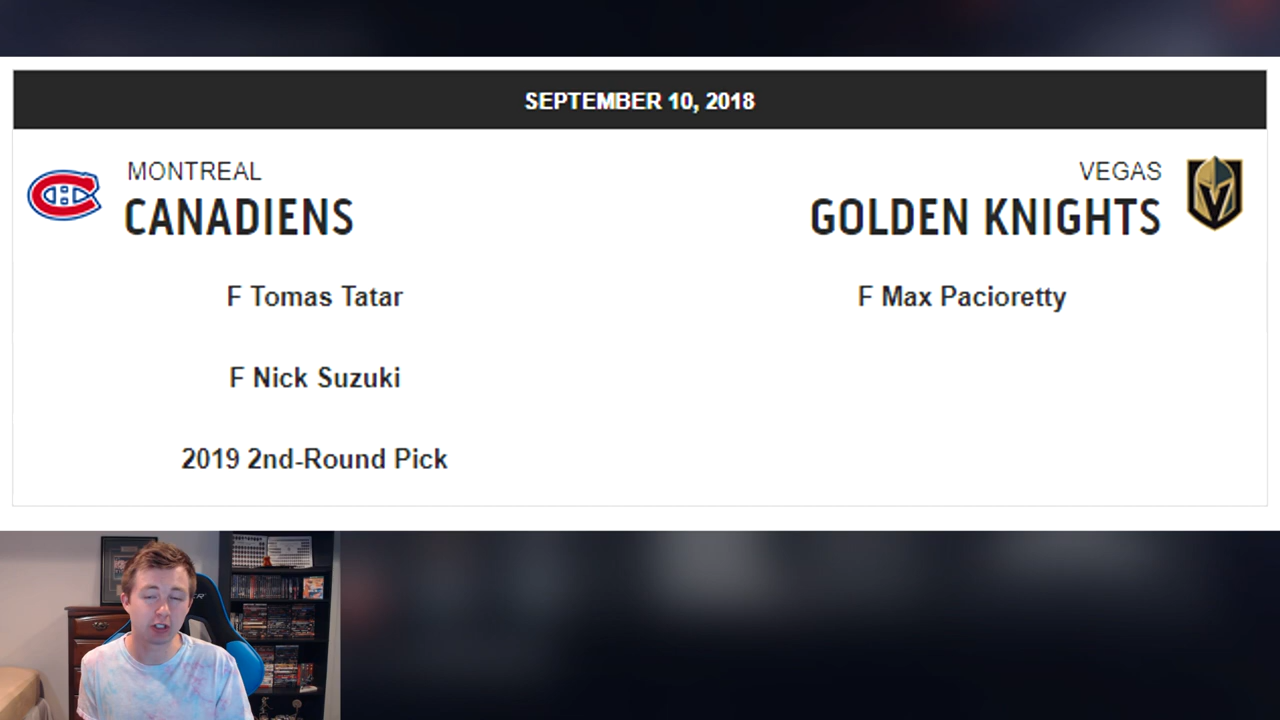 SEPTEMBER 10, 2018
MONTREAL
CANADIENS
VEGAS
GOLDEN KNIGHTS
F Tomas Tatar
F Max Pacioretty
F Nick Suzuki
2019 2nd-Round Pick